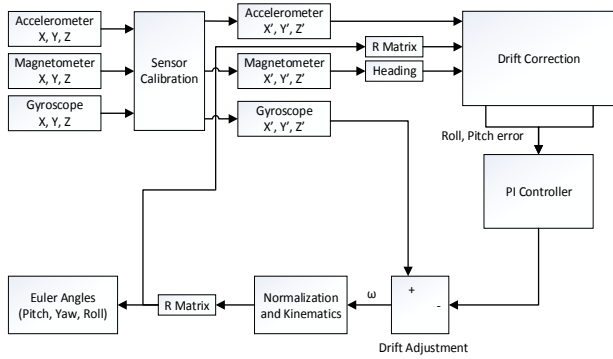 Accelerometer
X, Y, Z
Magnetometer
X, Y, Z
Gyroscope
X, Y, Z
Sensor
Calibration
Accelerometer
X', Y', Z'
R Matrix
Magnetometer
X', Y', Z'
Heading
Gyroscope
X', Y', Z'
Drift Correction
Roll, Pitch error
PI Controller
Euler Angles
(Pitch, Yaw, Roll)
R Matrix
Normalization
and Kinematics
ω
+
-
Drift Adjustment